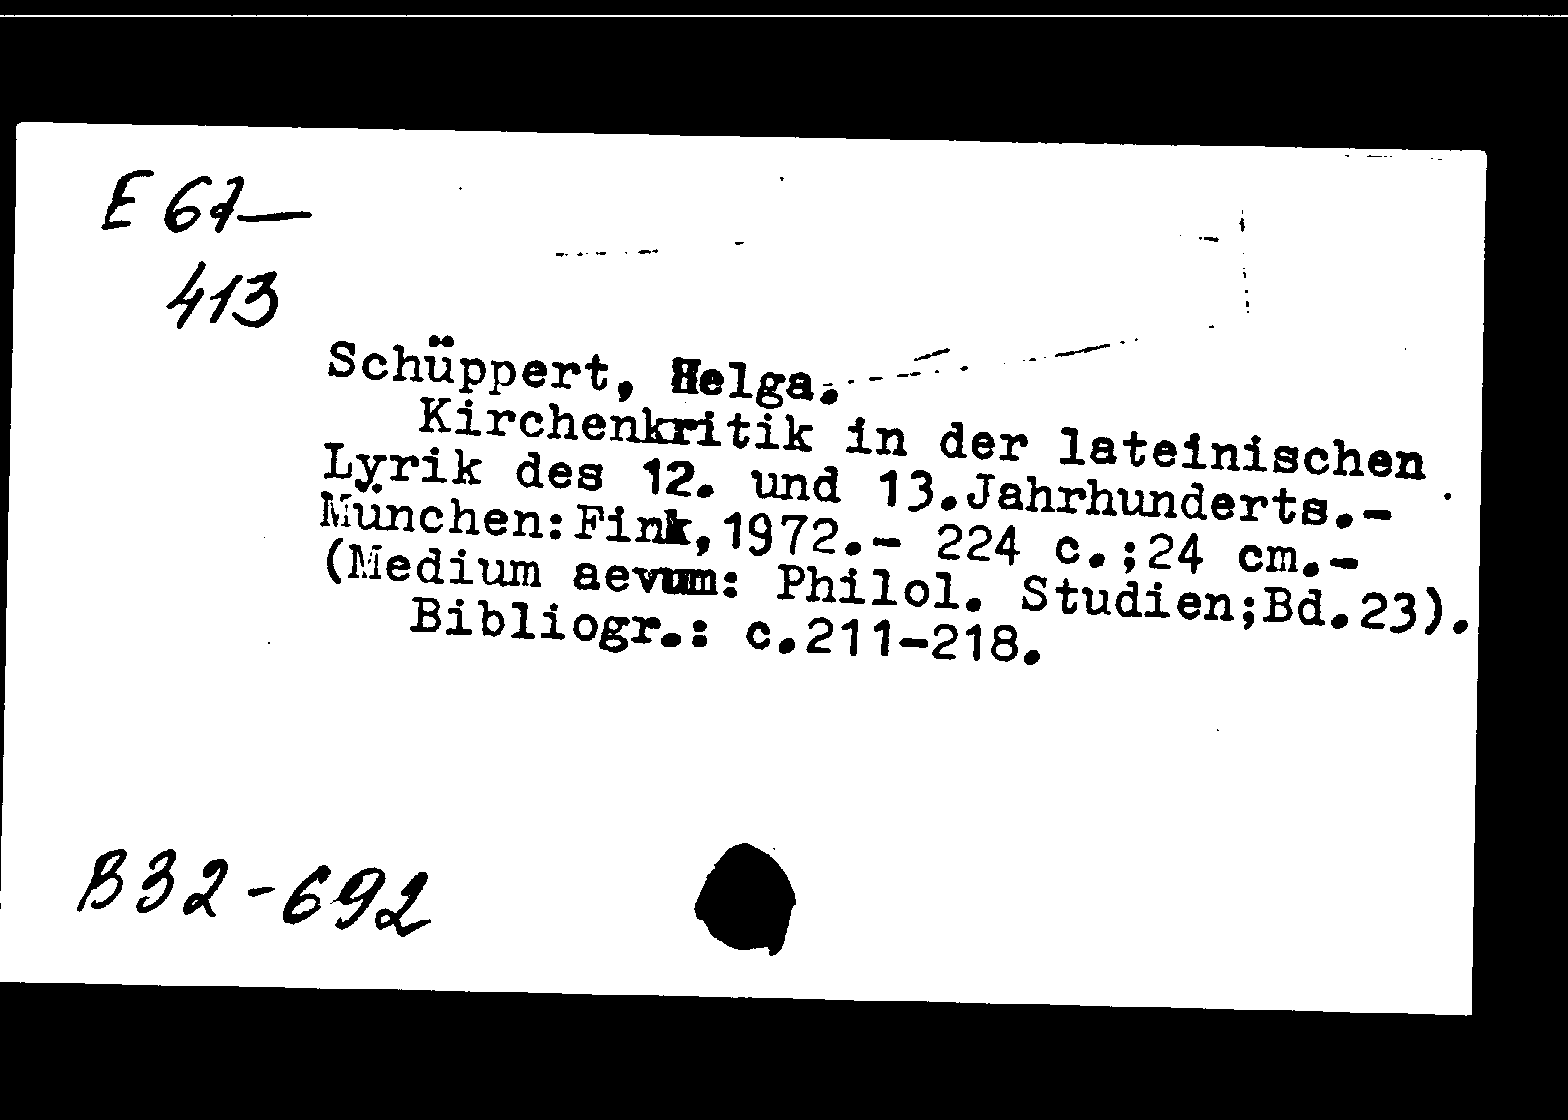 E 67—
413
Schüppert, Helga.
Kirchenkritik in der lateinischen
Lyrik des 12. und 13.Jahrhunderts.-
München:Fink,1972.- 224 c.;24 cm.-
(Medium aevum: Philol. Studien;Bd.23).
Bibliogr.: c.211-218.
B32-692